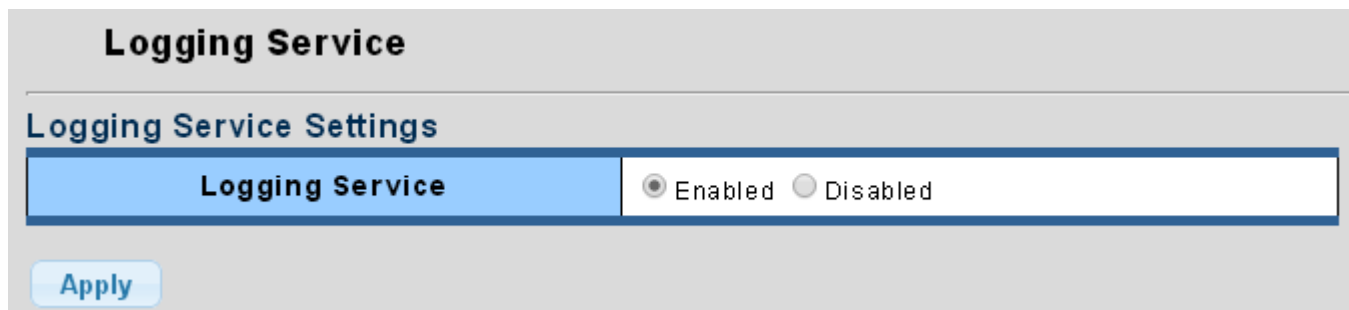 Logging Service
Logging Service Settings
Logging Service Enabled Disabled
Apply